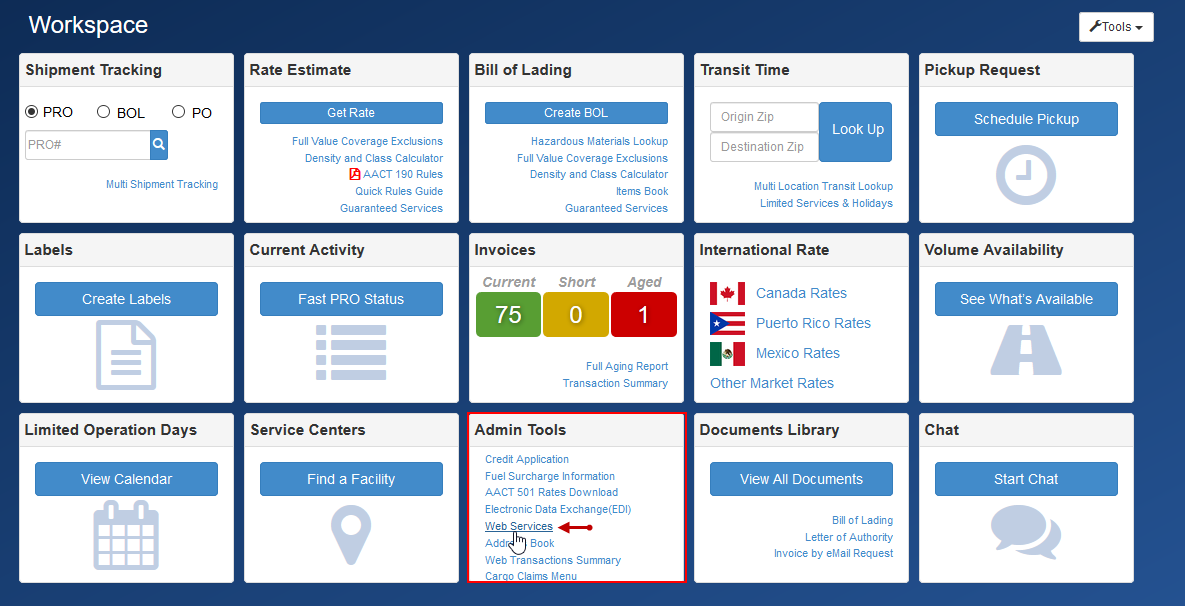 Workspace
Tools
Shipment Tracking
PRO BOL PO
PRO#
Multi Shipment Tracking
Rate Estimate
Get Rate
Full Value Coverage Exclusions
Density and Class Calculator
AACT 190 Rules
Quick Rules Guide
Guaranteed Services
Bill of Lading
Create BOL
Hazardous Materials Lookup
Full Value Coverage Exclusions
Density and Class Calculator
Items Book
Guaranteed Services
Transit Time
Origin Zip
Destination Zip
Look Up
Multi Location Transit Lookup
Limited Services & Holidays
Pickup Request
Schedule Pickup
Labels
Create Labels
Current Activity
Fast PRO Status
Invoices
Current Short Aged
75 0 1
Full Aging Report
Transaction Summary
International Rate
Canada Rates
Puerto Rico Rates
Mexico Rates
Other Market Rates
Volume Availability
See What's Available
Limited Operation Days
View Calendar
Service Centers
Find a Facility
Admin Tools
Credit Application
Fuel Surcharge Information
AACT 501 Rates Download
Electronic Data Exchange(EDI)
Web Services
Book
Web Transactions Summary
Cargo Claims Menu
Documents Library
View All Documents
Bill of Lading
Letter of Authority
Invoice by eMail Request
Chat
Start Chat